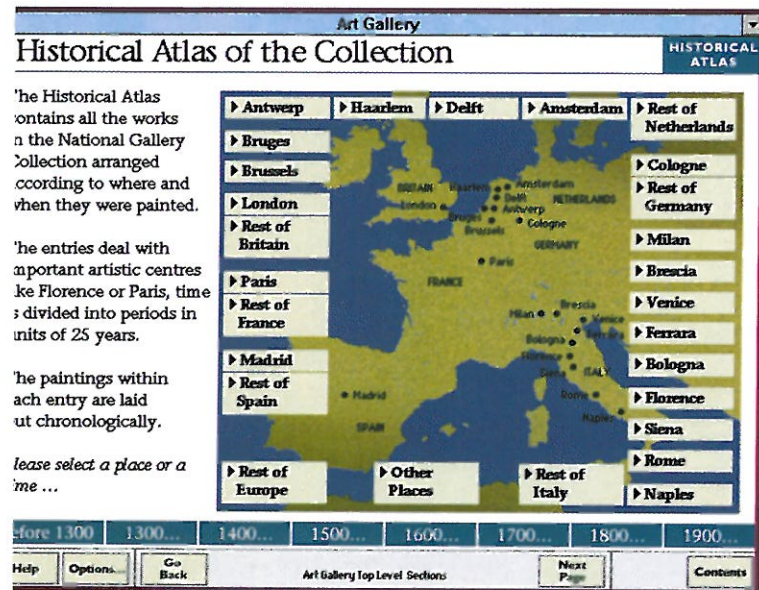 Art Gallery
Historical Atlas of the Collection
HISTORICAL
ATLAS
he Historical Atlas
ontains all the works
n the National Gallery
ollection arranged
ccording to where and
hen they were painted.
he entries deal with
mportant artistic centres
ke Florence or Paris, time
s divided into periods in
nits of 25 years.
he paintings within
ach entry are laid
ut chronologically.
lease select a place or a
me ...
Antwerp
Haarlem
Delft
Amsterdam
Rest of
Netherlands
Bruges
Brussels
London
Rest of
Britain
Paris
Rest of
France
Madrid
Rest of
Spain
Rest of
Europe
Other
Places
Rest of
Italy
Cologne
Rest of
Germany
Milan
Brescia
Venice
Ferrara
Bologna
Florence
Siena
Rome
Naples
BRITAIN
Haarlem
Amsterdam
Delft
NETHERLANDS
London
Antwerp
Bruges
Cologne
Brussels
GERMANY
Paris
FRANCE
Milan
Brescia
Venice
Ferrara
Bologna
Florence
Siena
ITALY
Rome
Naples
Madrid
SPAIN
efore 1300
1300...
1400...
1500...
1600...
1700...
1800...
1900...
Help
Options...
Go
Back
Art Gallery Top Level Sections
Next
Page
Contents